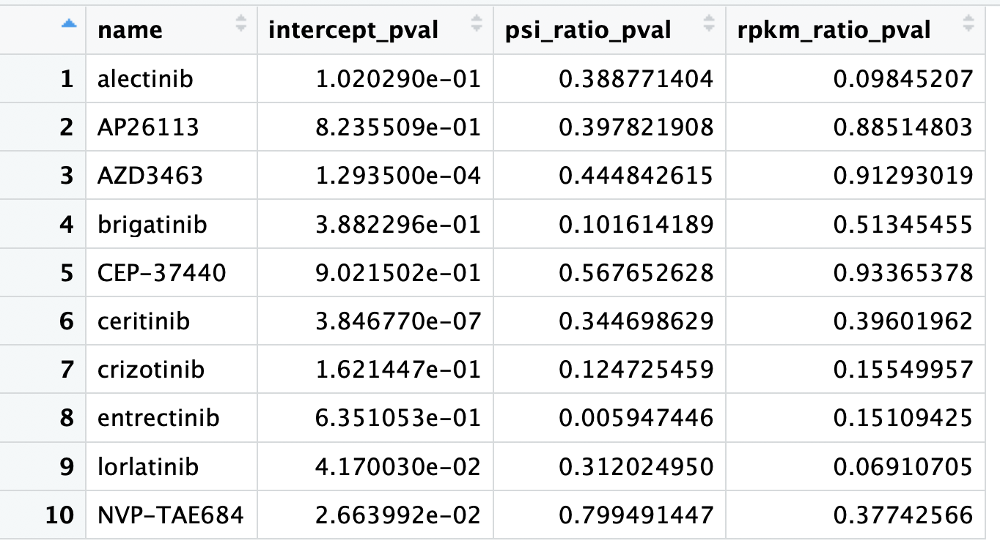 name intercept_pval psi_ratio_pval rpkm_ratio_pval
1 alectinib 1.020290e−01 0.388771404 0.09845207
2 AP26113 8.235509e−01 0.397821908 0.88514803
3 AZD3463 1.293500e−04 0.444842615 0.91293019
4 brigatinib 3.882296e−01 0.101614189 0.51345455
5 CEP−37440 9.021502e−01 0.567652628 0.93365378
6 ceritinib 3.846770e−07 0.344698629 0.39601962
7 crizotinib 1.621447e−01 0.124725459 0.15549957
8 entrectinib 6.351053e−01 0.005947446 0.15109425
9 lorlatinib 4.170030e−02 0.312024950 0.06910705
10 NVP−TAE684 2.663992e−02 0.799491447 0.37742566